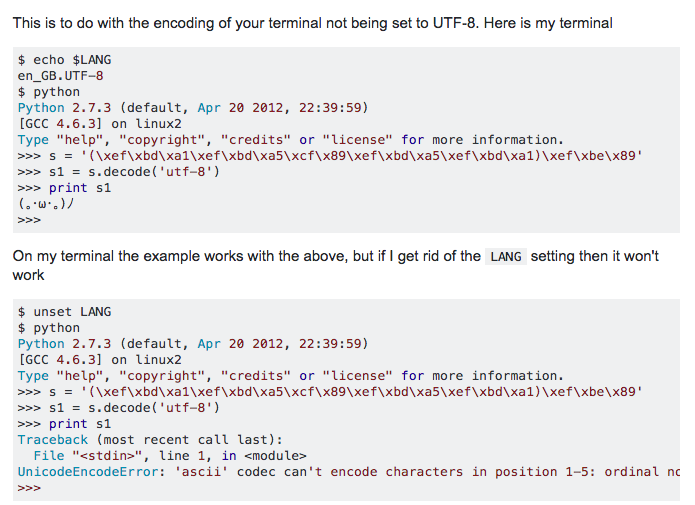 This is to do with the encoding of your terminal not being set to UTF-8. Here is my terminal
$ echo $LANG
en_GB.UTF-8
$ python
Python 2.7.3 (default, Apr 20 2012, 22:39:59)
[GCC 4.6.3] on linux2
Type "help", "copyright", "credits" or "license" for more information.
>>> s = '(\xef\xbd\xa1\xef\xbd\xa5\xcf\x89\xef\xbd\xa5\xef\xbd\xa1)\xef\xbe\x89'
>>> s1 = s.decode('utf-8')
>>> print s1
(。・ω・。)ノ
>>>
On my terminal the example works with the above, but if I get rid of the LANG setting then it won't
work
$ unset LANG
$ python
Python 2.7.3 (default, Apr 20 2012, 22:39:59)
[GCC 4.6.3] on linux2
Type "help", "copyright", "credits" or "license" for more information.
>>> s = '(\xef\xbd\xa1\xef\xbd\xa5\xcf\x89\xef\xbd\xa5\xef\xbd\xa1)\xef\xbe\x89'
>>> s1 = s.decode('utf-8')
>>> print s1
Traceback (most recent call last):
  File "<stdin>", line 1, in <module>
UnicodeEncodeError: 'ascii' codec can't encode characters in position 1-5: ordinal
>>>